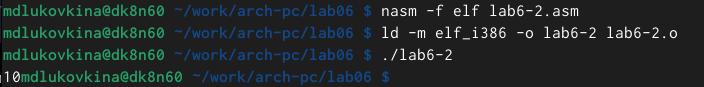 mdlukovkina@dk8n60 ~/work/arch-pc/lab06 $ nasm -f elf lab6-2.asm
mdlukovkina@dk8n60 ~/work/arch-pc/lab06 $ ld -m elf_i386 -o lab6-2 lab6-2.o
mdlukovkina@dk8n60 ~/work/arch-pc/lab06 $ ./lab6-2
10mdlukovkina@dk8n60 ~/work/arch-pc/lab06 $